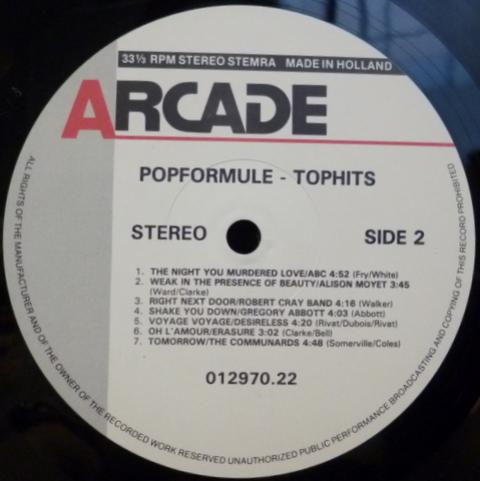 33⅓ RPM STEREO STEMRA MADE IN HOLLAND
ARCADE
POPFORMULE - TOPHITS
STEREO
SIDE 2
1. THE NIGHT YOU MURDERED LOVE/ABC 4:52 (Fry/White)
2. WEAK IN THE PRESENCE OF BEAUTY/ALISON MOYET 3:45
(Ward/Clarke)
3. RIGHT NEXT DOOR/ROBERT CRAY BAND 4:16 (Walker)
4. SHAKE YOU DOWN/GREGORY ABBOTT 4:03 (Abbott)
5. VOYAGE VOYAGE/DESIRELESS 4:20 (Rivat/Dubois/Rivat)
6. OH L'AMOUR/ERASURE 3:02 (Clarke/Bell)
7. TOMORROW/THE COMMUNARDS 4:48 (Somerville/Coles)
012970.22
ALL RIGHTS OF THE MANUFACTURER AND OF THE OWNER OF THE RECORDED WORK RESERVED UNAUTHORIZED PUBLIC PERFORMANCE BROADCASTING AND COPYING OF THIS RECORD PROHIBITED